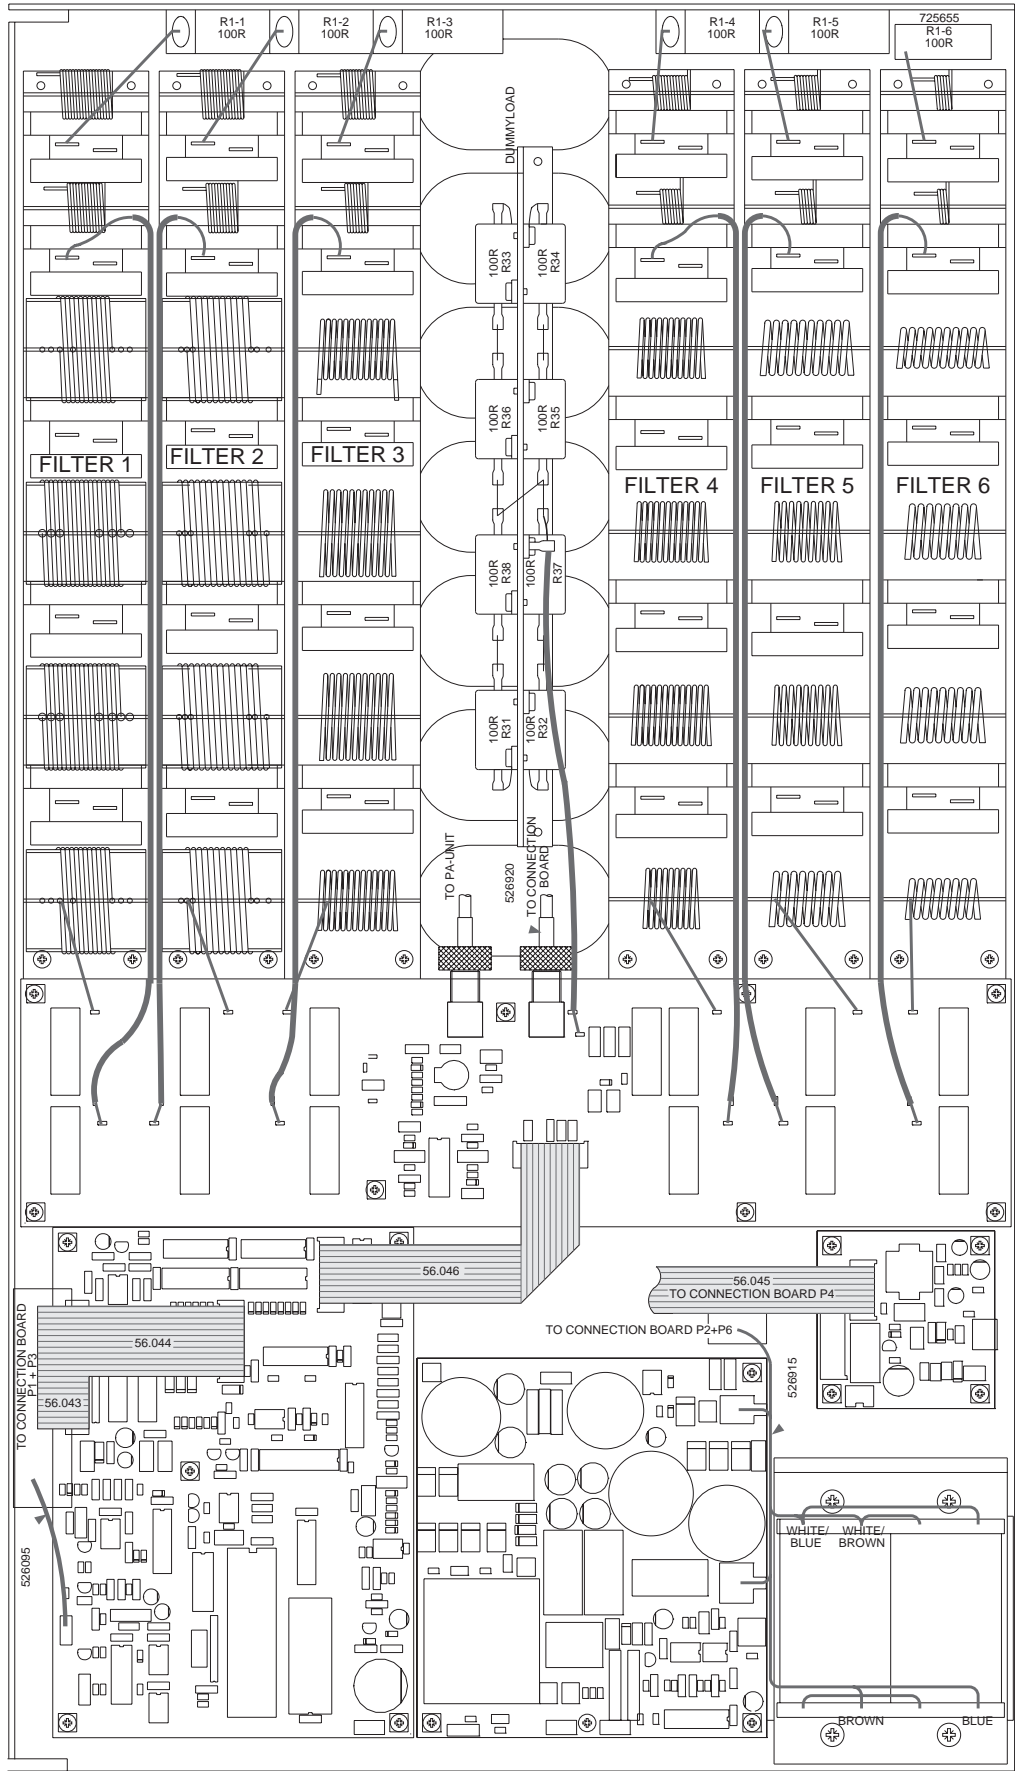 R1-1
100R
R1-2
100R
R1-3
100R
R1-4
100R
R1-5
100R
725655
R1-6
100R
DUMMYLOAD
100R
R33
100R
R34
100R
R36
100R
R35
FILTER 1
FILTER 2
FILTER 3
FILTER 4
FILTER 5
FILTER 6
100R
R38
100R
R37
100R
R31
100R
R32
TO PA-UNIT
526920
TO CONNECTION
BOARD
56.046
56.045
TO CONNECTION BOARD P4
TO CONNECTION BOARD P2+P6
TO CONNECTION BOARD
P1 + P3
56.044
56.043
526915
526095
WHITE/
BLUE
WHITE/
BROWN
BROWN
BLUE